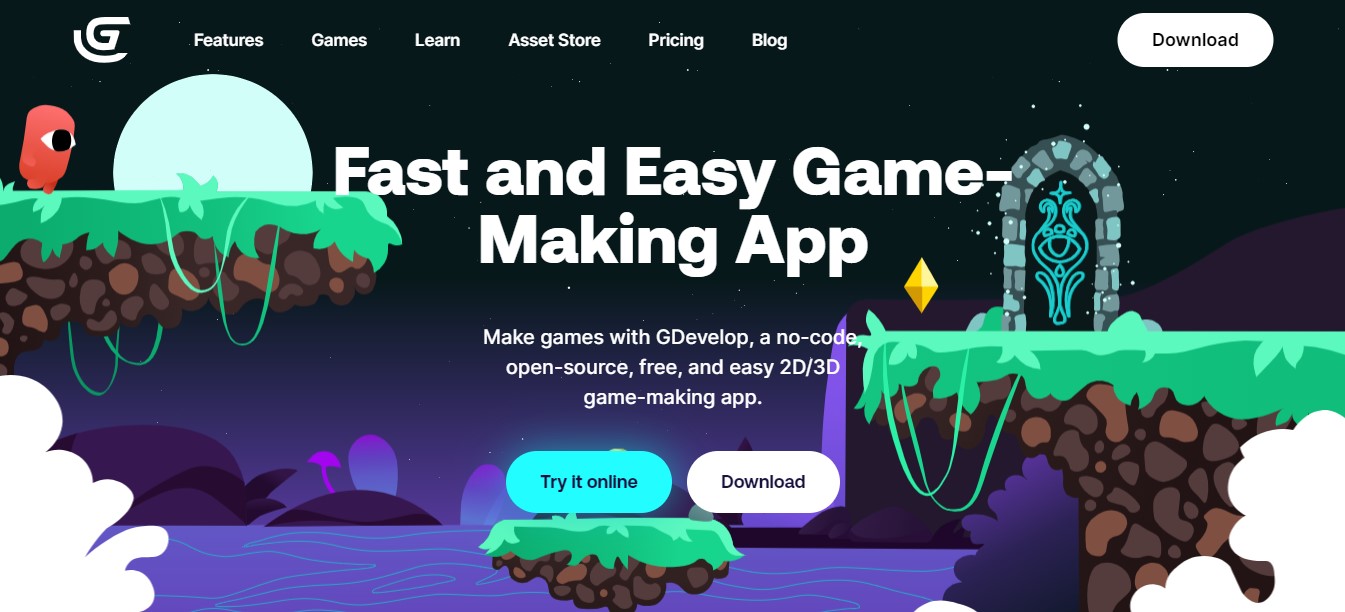 Features Games Learn Asset Store Pricing Blog Download
Fast and Easy Game-
Making App
Make games with GDevelop, a no-code,
open-source, free, and easy 2D/3D
game-making app.
Try it online Download